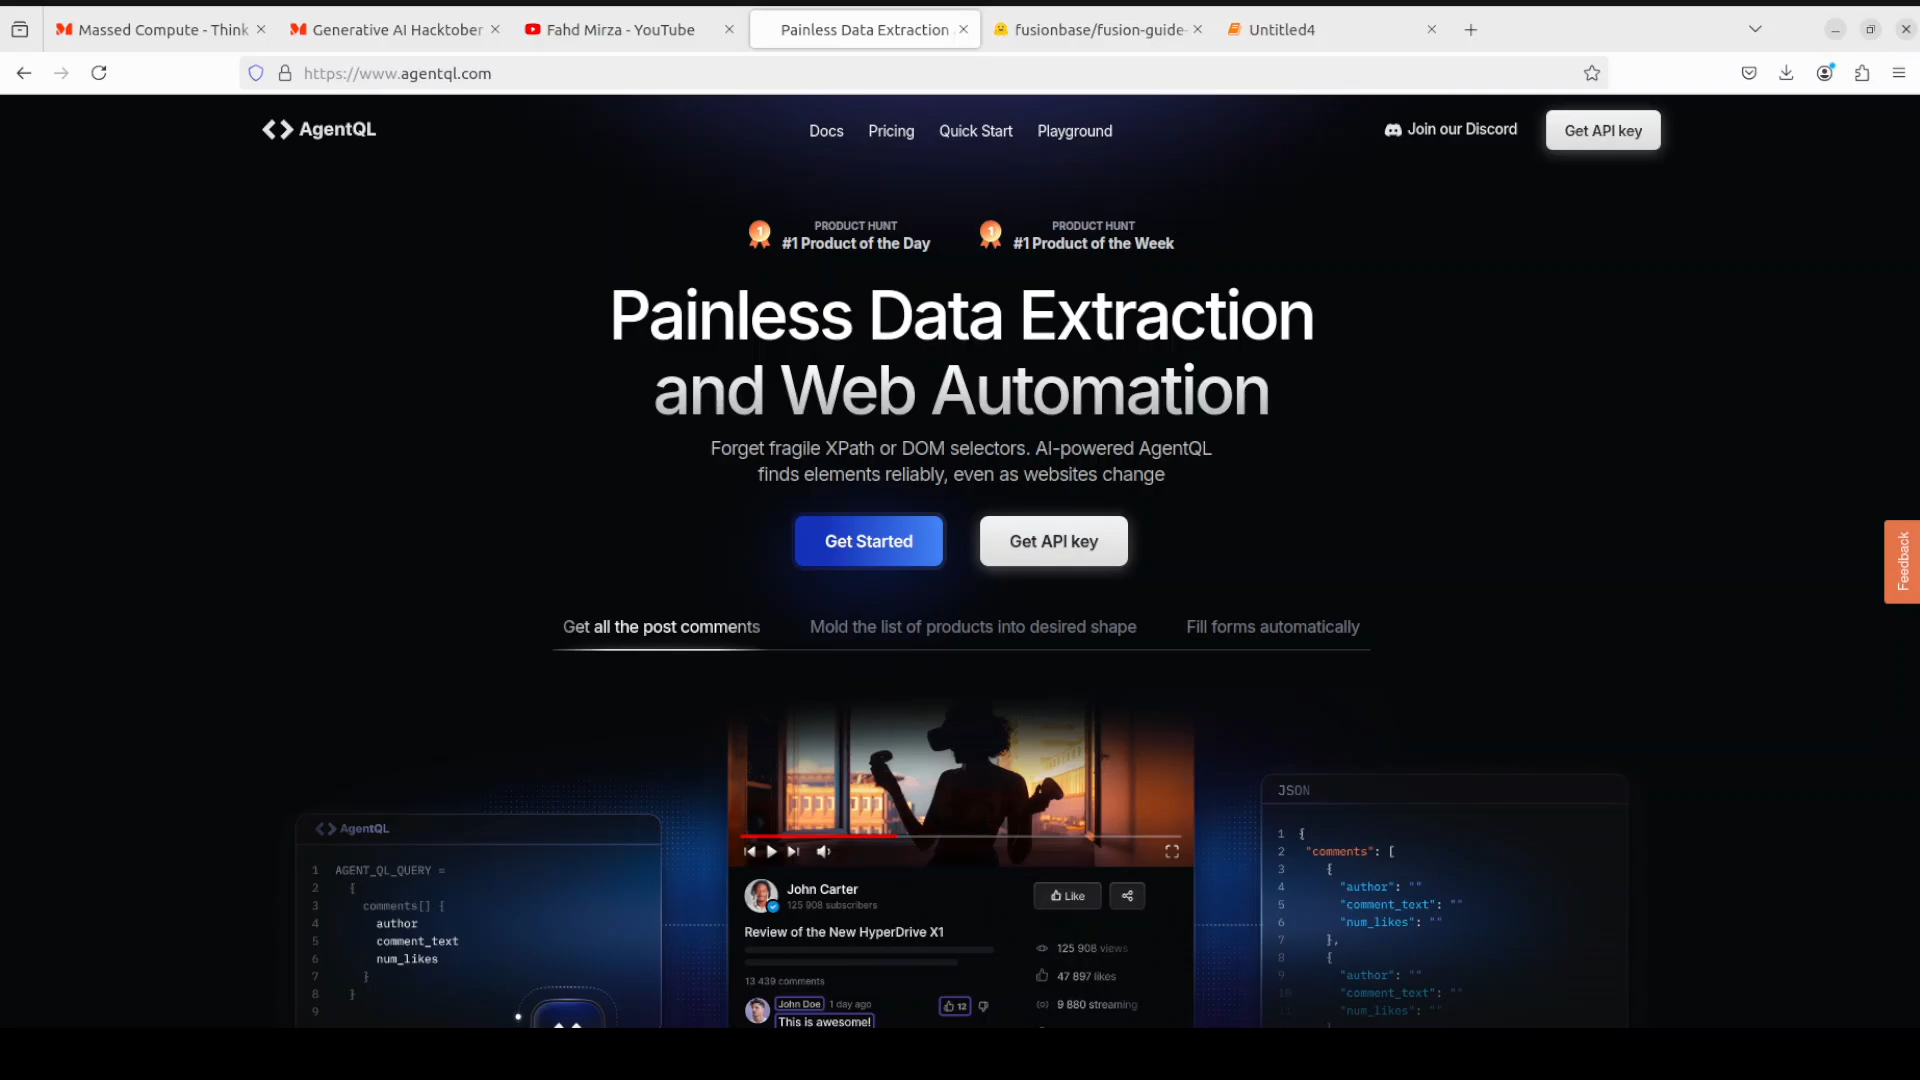 Massed Compute - Think
Generative AI Hacktober
Fahd Mirza - YouTube
Painless Data Extraction
fusionbase/fusion-guide-
Untitled4
https://www.agentql.com
AgentQL
Docs
Pricing
Quick Start
Playground
Join our Discord
Get API key
PRODUCT HUNT
#1 Product of the Day
PRODUCT HUNT
#1 Product of the Week
Painless Data Extraction
and Web Automation
Forget fragile XPath or DOM selectors. AI-powered AgentQL
finds elements reliably, even as websites change
Get Started
Get API key
Feedback
Get all the post comments
Mold the list of products into desired shape
Fill forms automatically
AgentQL
1 AGENT_QL_QUERY =
2 {
3 comments[] {
4 author
5 comment_text
6 num_likes
7 }
8 }
9
John Carter
125 908 subscribers
Like
Review of the New HyperDrive X1
125 908 views
47 897 likes
9 880 streaming
13 439 comments
John Doe 1 day ago
12
This is awesome!
JSON
1 {
2 "comments": [
3 {
4 "author": ""
5 "comment_text": ""
6 "num_likes": ""
7 },
8 {
9 "author": ""
10 "comment_text": ""
11 "num_likes": ""